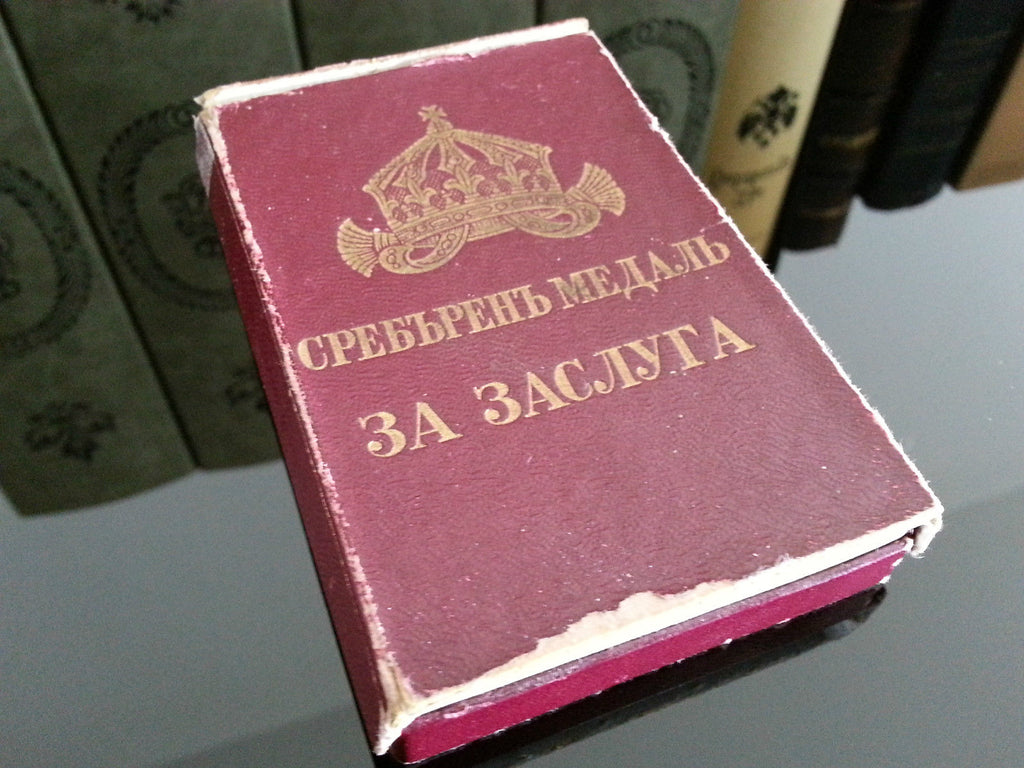 СРЕБЪРЕНЪ МЕДАЛЬ
ЗА ЗАСЛУГА